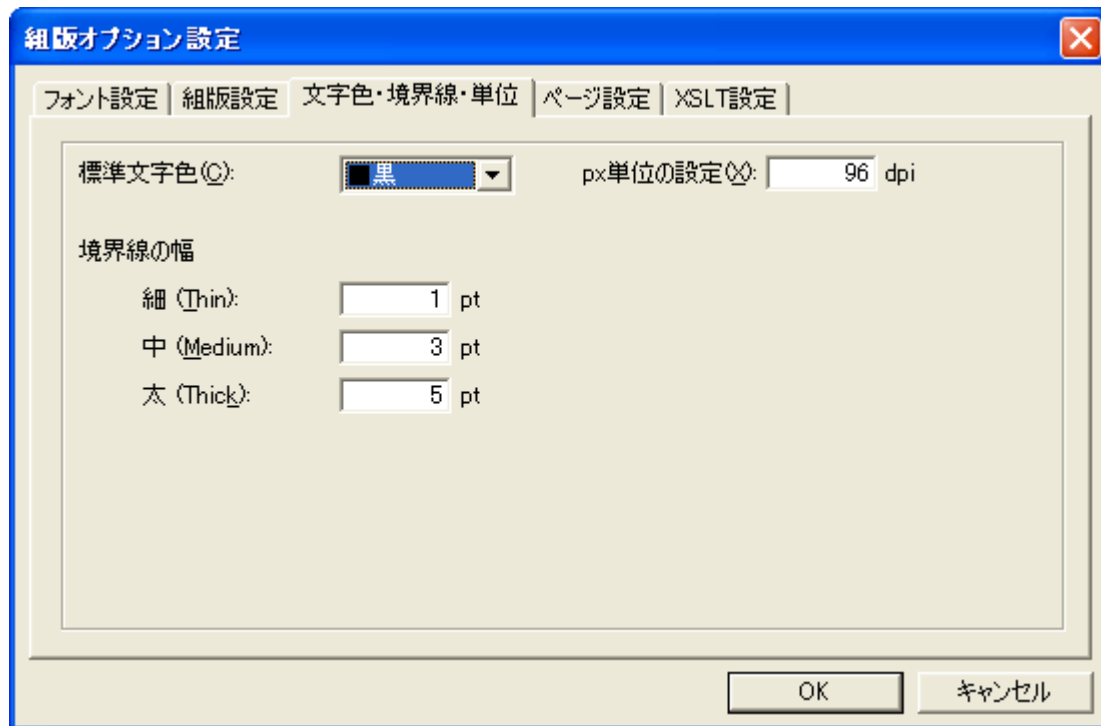 組版オプション設定
フォント設定 組版設定 文字色・境界線・単位 ページ設定 XSLT設定
標準文字色(C): 黒 px単位の設定(X): 96 dpi
境界線の幅
細 (Thin): 1 pt
中 (Medium): 3 pt
太 (Thick): 5 pt
OK キャンセル